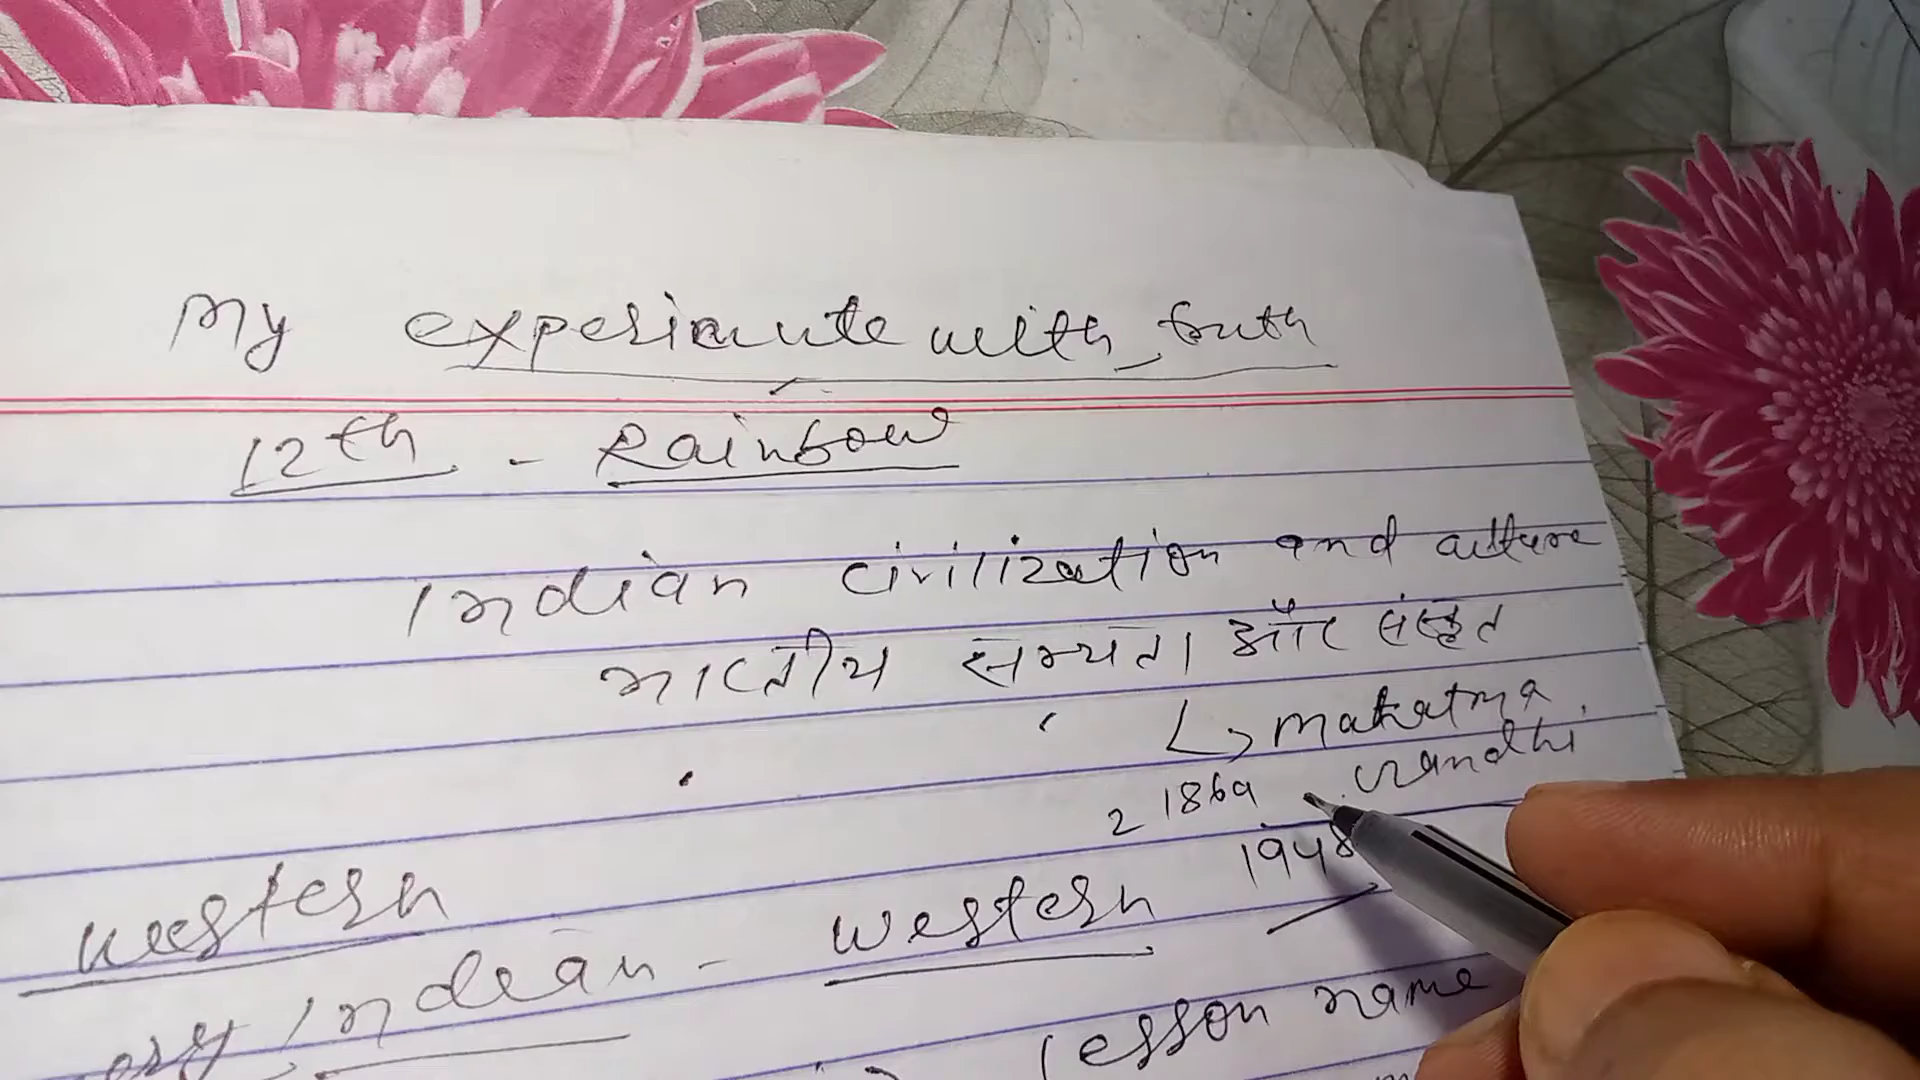 My experiments with truth
12th - Rainbow
Indian civilization and culture
भारतीय सभ्यता और संस्कृत
↳ Mahatma
Gandhi
2 1869
1948
western
Indian - western
lesson name